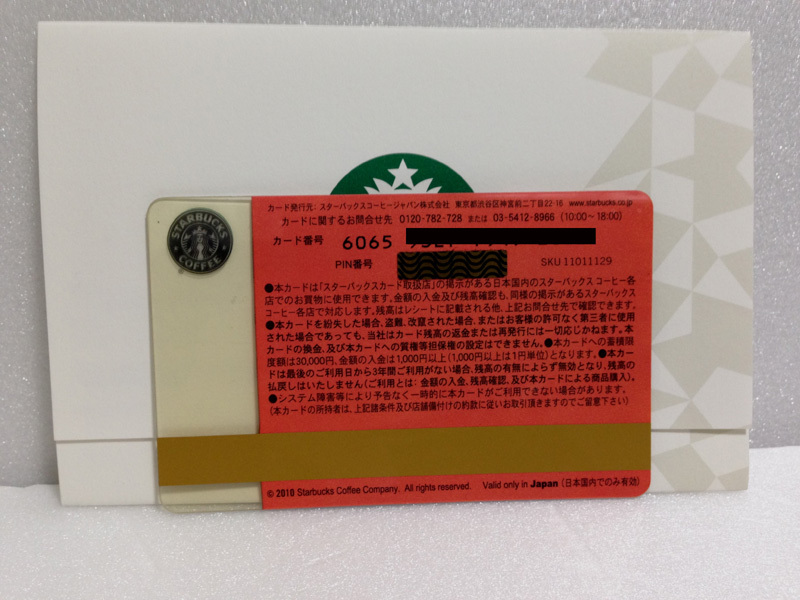 STARBUCKS
COFFEE
カード発行元: スターバックスコーヒージャパン株式会社 東京都渋谷区神宮前二丁目22-16 www.starbucks.co.jp
カードに関するお問合せ先 0120-782-728 または 03-5412-8966 (10:00~18:00)
カード番号 6065
PIN番号 SKU 11011129
●本カードは「スターバックスカード取扱店」の掲示がある日本国内のスターバックス コーヒー各
店でのお買物に使用できます。金額の入金及び残高確認も、同様の掲示があるスターバックス
コーヒー各店で対応します。残高はレシートに記載される他、上記お問合せ先で確認できます。
●本カードを紛失した場合、盗難、改竄された場合、またはお客様の許可なく第三者に使用
された場合であっても、当社はカード残高の返金または再発行には一切応じかねます。本
カードの換金、及び本カードへの質権等担保権の設定はできません。●本カードへの蓄積限
度額は30,000円、金額の入金は1,000円以上(1,000円以上は1円単位)となります。●本カー
ドは最後のご利用日から3年間ご利用がない場合、残高の有無によらず無効となり、残高の
払戻しはいたしません(ご利用とは: 金額の入金、残高確認、及び本カードによる商品購入)。
●システム障害等により予告なく一時的に本カードがご利用できない場合があります。
(本カードの所持者は、上記諸条件及び店舗備付けの約款に従いお取引頂きますのでご留意下さい)
© 2010 Starbucks Coffee Company. All rights reserved. Valid only in Japan (日本国内でのみ有効)